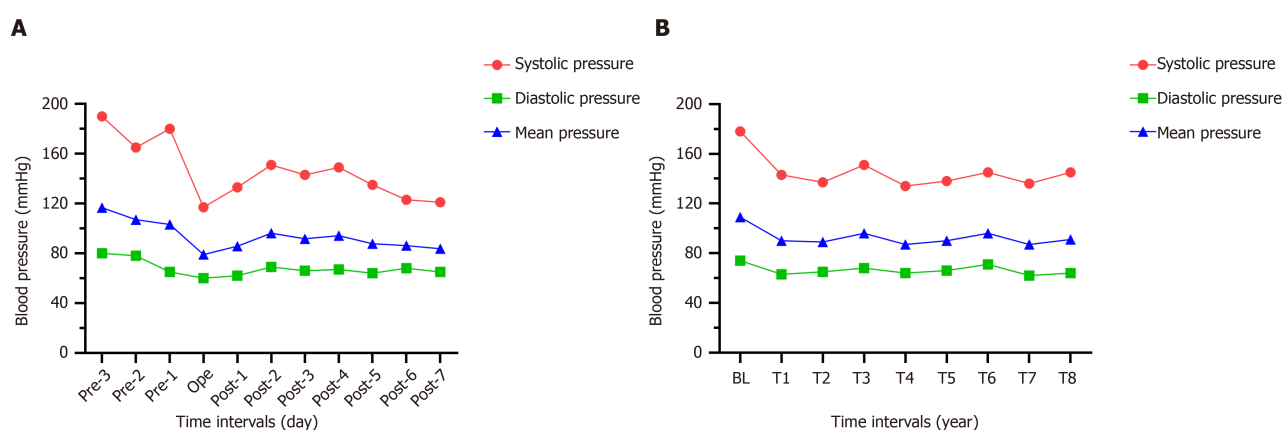 A
Systolic pressure
Diastolic pressure
Mean pressure
Blood pressure (mmHg)
200
160
120
80
40
0
Pre-3 Pre-2 Pre-1 Ope Post-1 Post-2 Post-3 Post-4 Post-5 Post-6 Post-7
Time intervals (day)
B
Systolic pressure
Diastolic pressure
Mean pressure
Blood pressure (mmHg)
200
160
120
80
40
0
BL T1 T2 T3 T4 T5 T6 T7 T8
Time intervals (year)